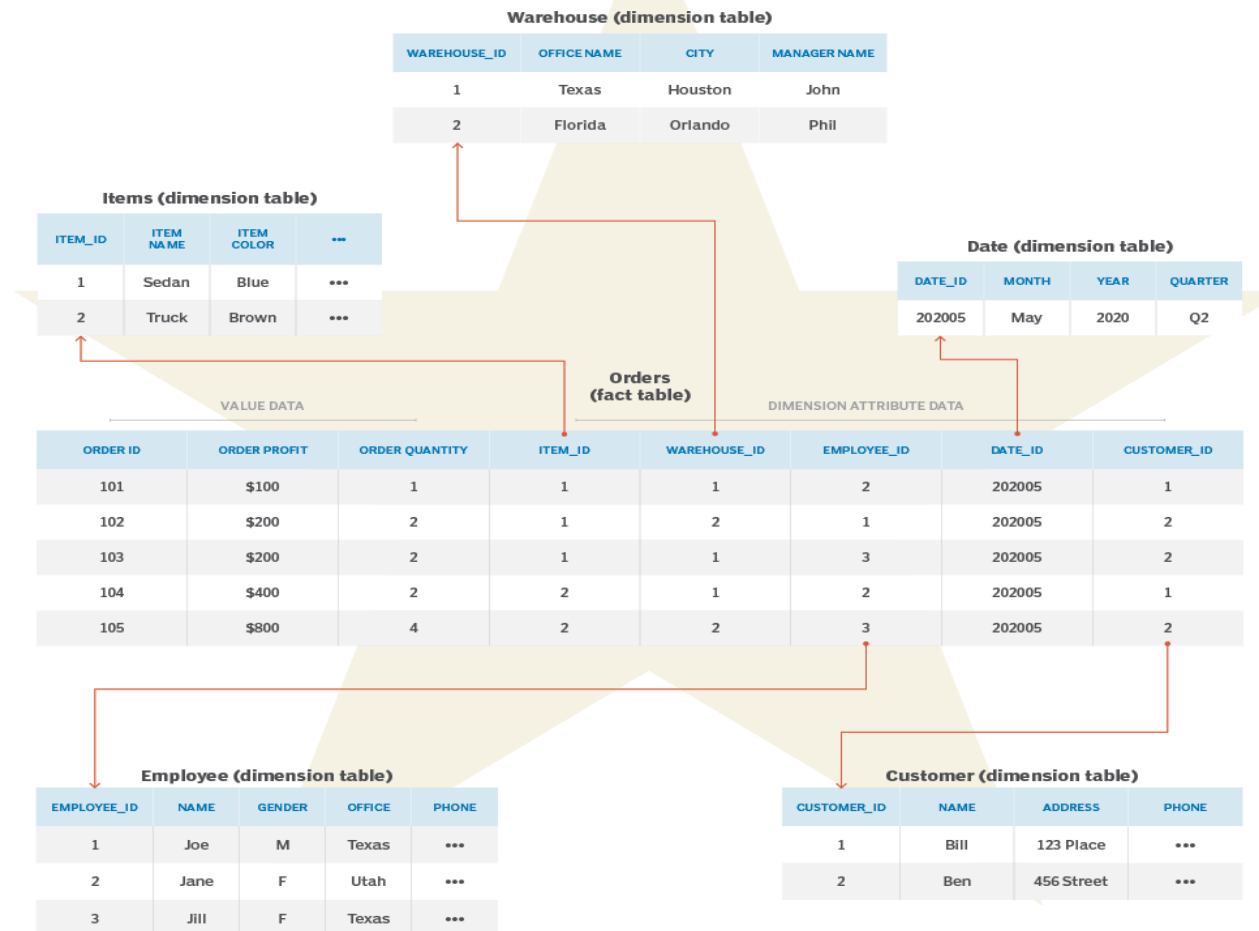 Warehouse (dimension table)
WAREHOUSE_ID OFFICE NAME CITY MANAGER NAME
1 Texas Houston John
2 Florida Orlando Phil
Items (dimension table)
ITEM_ID ITEM NAME ITEM COLOR •••
1 Sedan Blue •••
2 Truck Brown •••
Date (dimension table)
DATE_ID MONTH YEAR QUARTER
202005 May 2020 Q2
Orders
(fact table)
VALUE DATA DIMENSION ATTRIBUTE DATA
ORDER ID ORDER PROFIT ORDER QUANTITY ITEM_ID WAREHOUSE_ID EMPLOYEE_ID DATE_ID CUSTOMER_ID
101 $100 1 1 1 2 202005 1
102 $200 2 1 2 1 202005 2
103 $200 2 1 1 3 202005 2
104 $400 2 2 1 2 202005 1
105 $800 4 2 2 3 202005 2
Employee (dimension table)
EMPLOYEE_ID NAME GENDER OFFICE PHONE
1 Joe M Texas •••
2 Jane F Utah •••
3 Jill F Texas •••
Customer (dimension table)
CUSTOMER_ID NAME ADDRESS PHONE
1 Bill 123 Place •••
2 Ben 456 Street •••